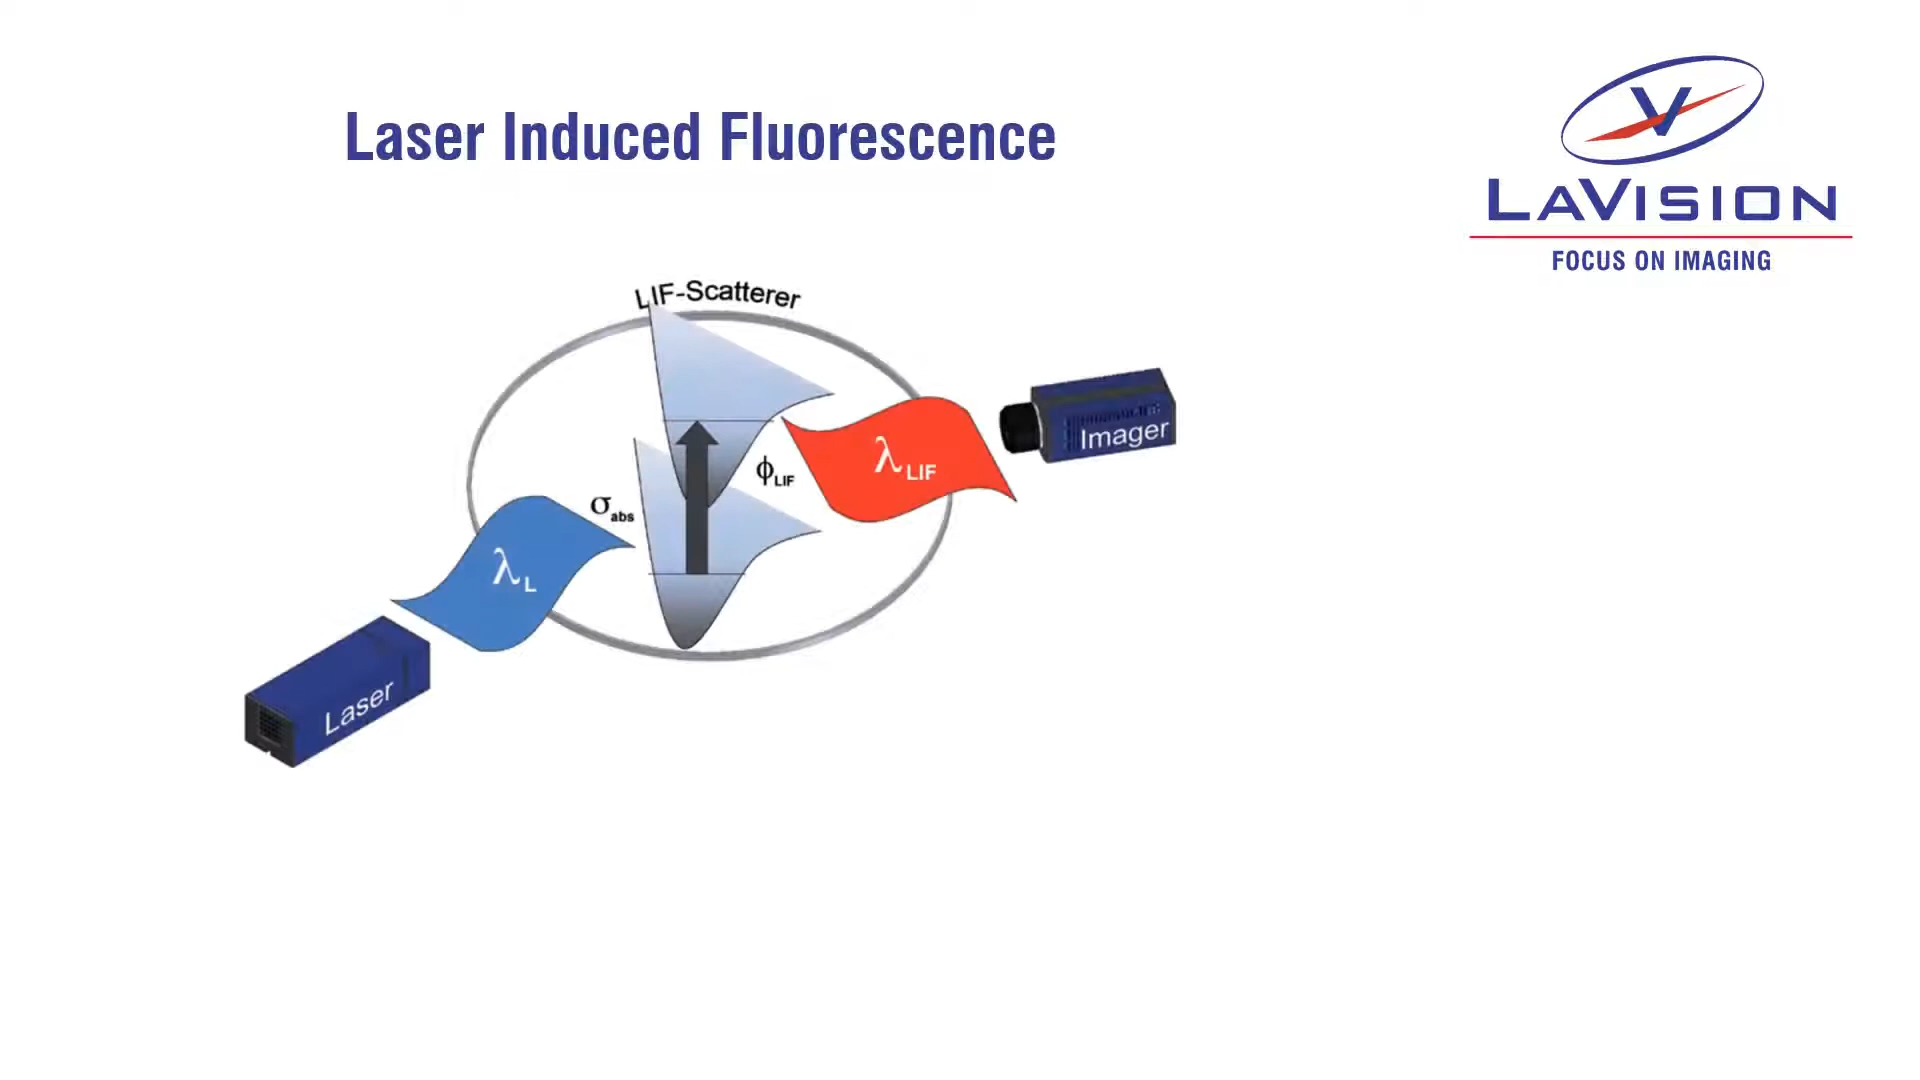 Laser Induced Fluorescence
V
LAVISION
FOCUS ON IMAGING
LIF-Scatterer
Imager
λLIF
ϕLIF
σabs
λL
Laser